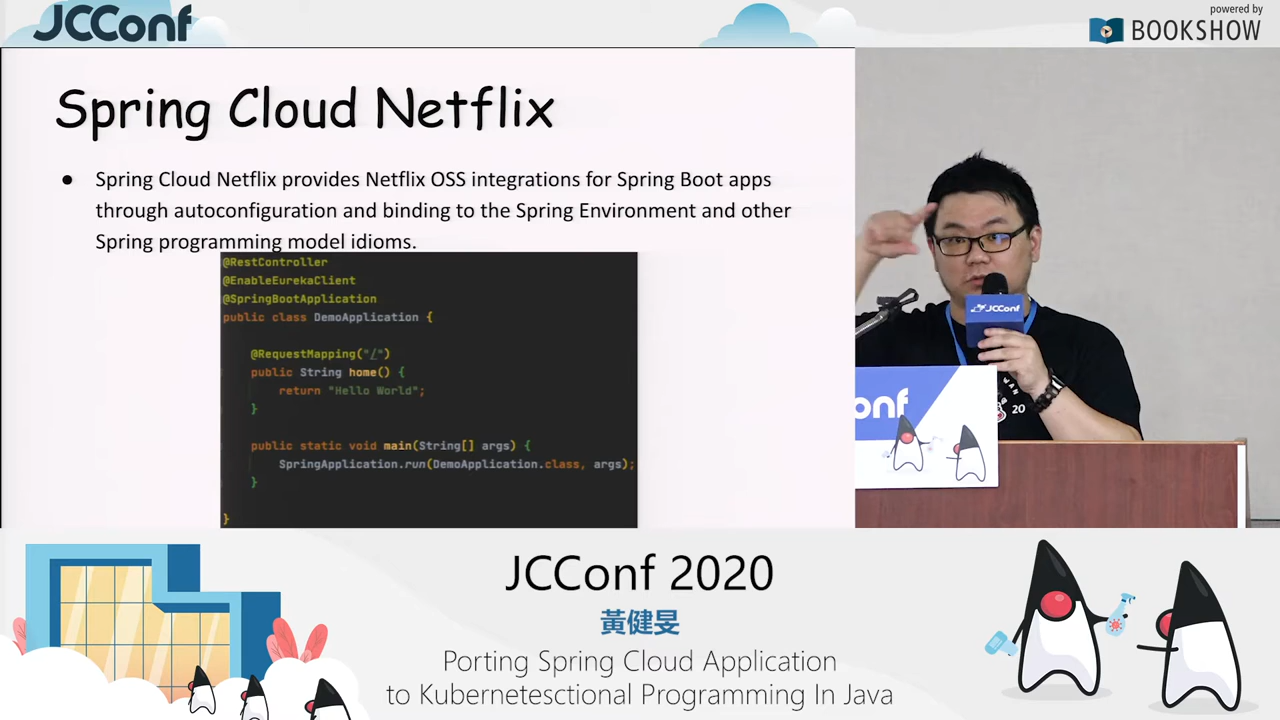 JCConf
powered by
BOOKSHOW
Spring Cloud Netflix
● Spring Cloud Netflix provides Netflix OSS integrations for Spring Boot apps
through autoconfiguration and binding to the Spring Environment and other
Spring programming model idioms.
@RestController
@EnableEurekaClient
@SpringBootApplication
public class DemoApplication {
@RequestMapping("/")
public String home() {
return "Hello World";
}
public static void main(String[] args) {
SpringApplication.run(DemoApplication.class, args);
}
}
JCConf
onf
20
JCConf 2020
黃健旻
Porting Spring Cloud Application
to Kubernetesctional Programming In Java